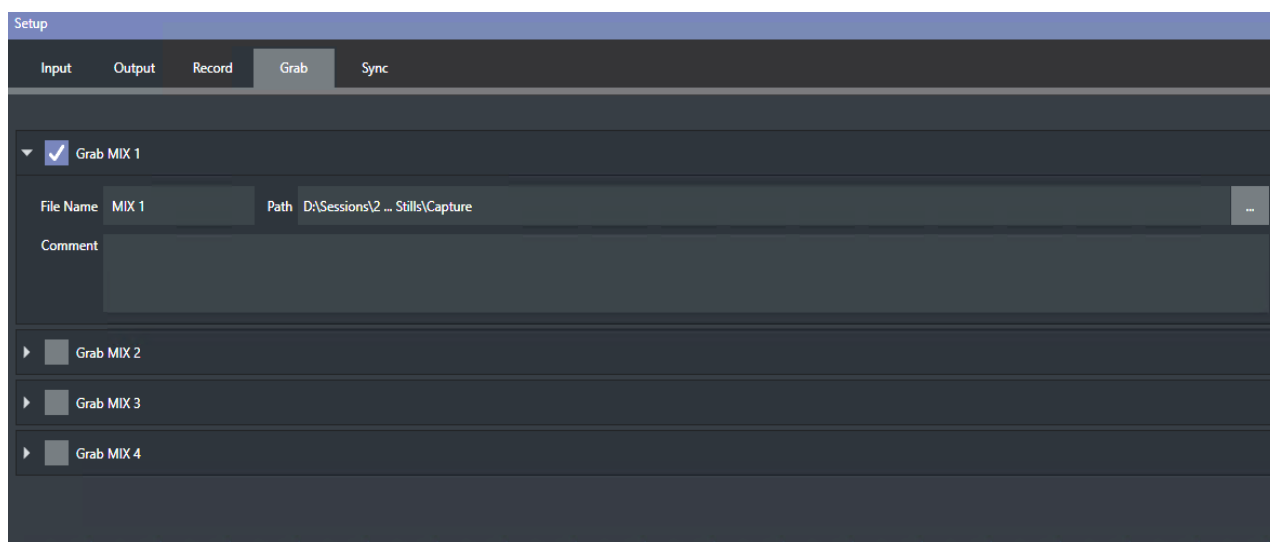 Setup
Input Output Record Grab Sync
Grab MIX 1
File Name MIX 1 Path D:\Sessions\2 ... Stills\Capture ...
Comment
Grab MIX 2
Grab MIX 3
Grab MIX 4